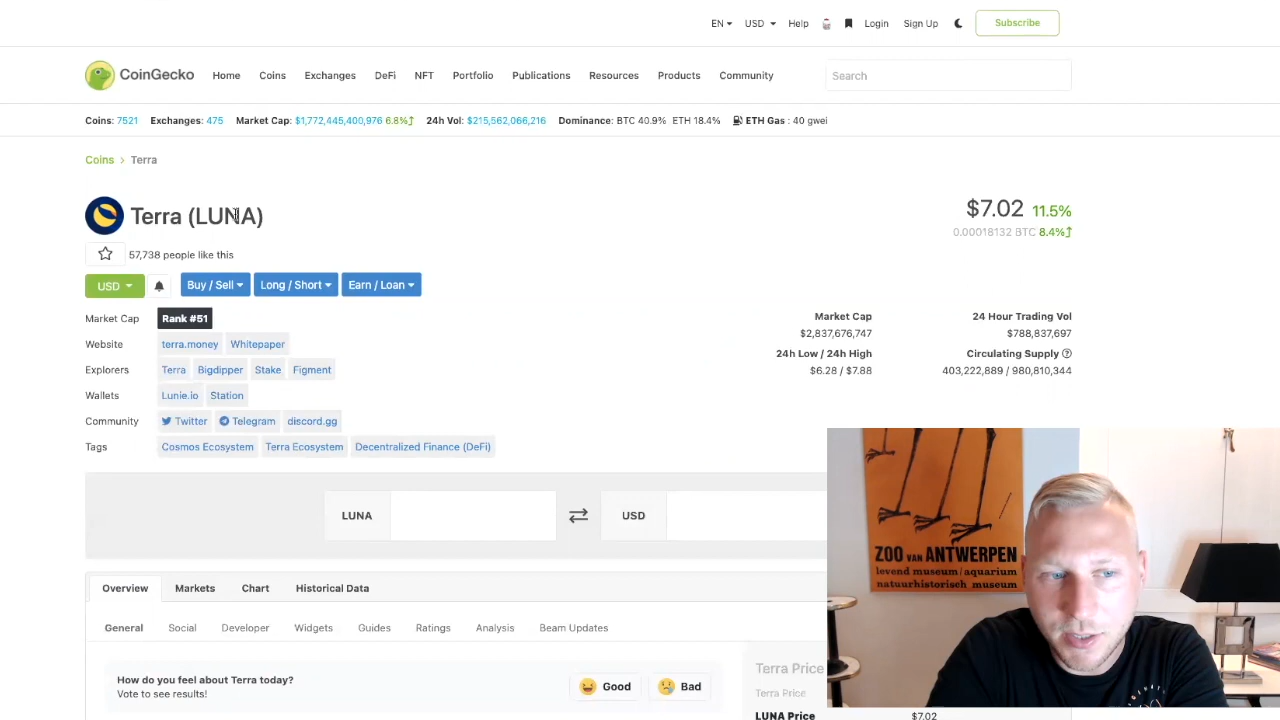 EN USD Help Login Sign Up Subscribe
CoinGecko Home Coins Exchanges DeFi NFT Portfolio Publications Resources Products Community Search
Coins: 7521 Exchanges: 475 Market Cap: $1,772,445,400,976 6.8% 24h Vol: $215,562,066,216 Dominance: BTC 40.9% ETH 18.4% ETH Gas : 40 gwei
Coins > Terra
Terra (LUNA)
$7.02 11.5%
0.00018132 BTC 8.4%
57,738 people like this
USD Buy / Sell Long / Short Earn / Loan
Market Cap Rank #51
Website terra.money Whitepaper
Explorers Terra Bigdipper Stake Figment
Wallets Lunie.io Station
Community Twitter Telegram discord.gg
Tags Cosmos Ecosystem Terra Ecosystem Decentralized Finance (DeFi)
Market Cap 24 Hour Trading Vol
$2,837,676,747 $788,837,697
24h Low / 24h High Circulating Supply
$6.28 / $7.88 403,222,889 / 980,810,344
LUNA USD
Overview Markets Chart Historical Data
General Social Developer Widgets Guides Ratings Analysis Beam Updates
How do you feel about Terra today?
Vote to see results!
Good Bad
Terra Price
Terra Price
LUNA Price $7.02
ZOO VAN ANTWERPEN
levend museum/aquarium
natuurhistorisch museum